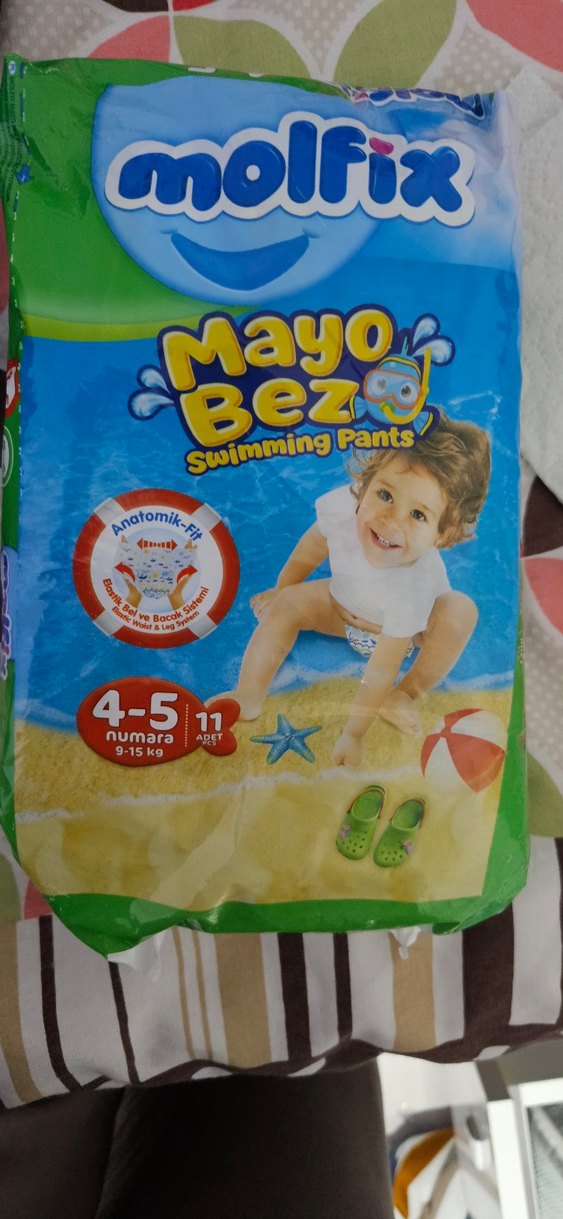 molfix
Mayo
Bez
Swimming Pants
Anatomik-Fit
Elastik Bel ve Bacak Sistemi
Elastic Waist & Leg System
4-5
numara
9-15 kg
11
ADET
PCS